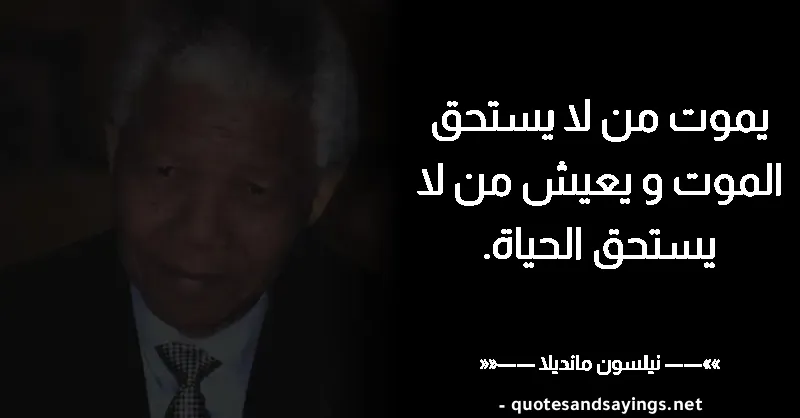 يموت من لا يستحق
الموت و يعيش من لا
يستحق الحياة.
»»—— نيلسون مانديلا ——««
- quotesandsayings.net